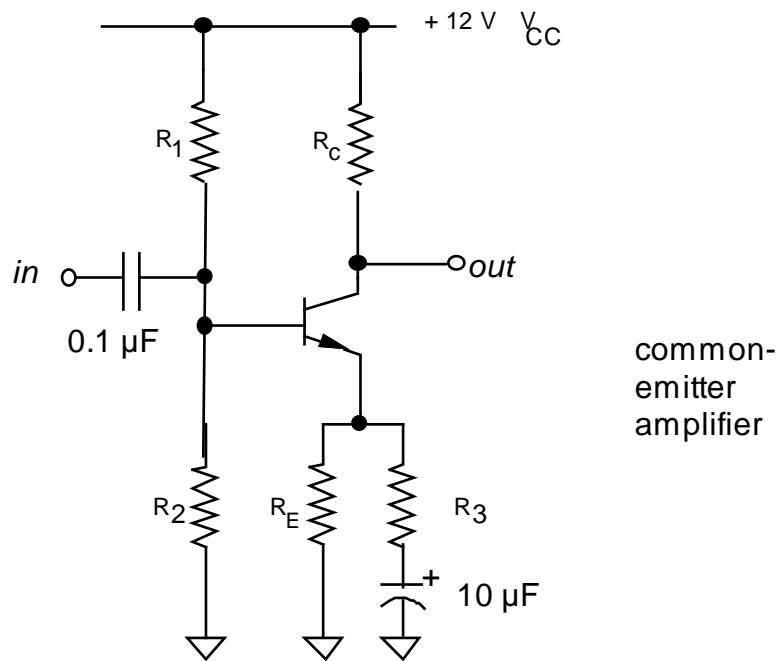 + 12 V VCC
R1
Rc
in
out
0.1 µF
common-
emitter
amplifier
R2
RE
R3
+
10 µF